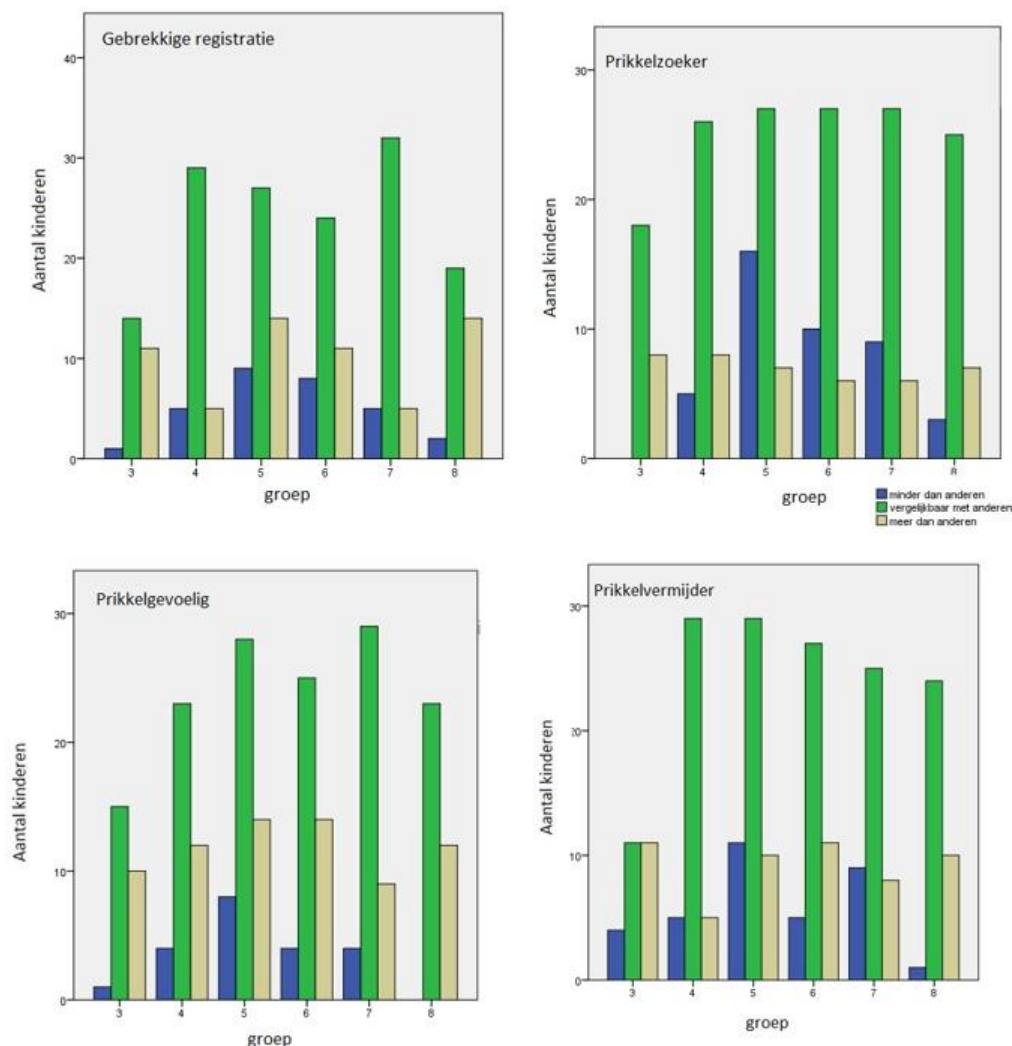 Gebrekkige registratie
40
30
20
10
0
Aantal kinderen
3 4 5 6 7 8
groep
Prikkelzoeker
30
20
10
0
Aantal kinderen
3 4 5 6 7 8
groep
minder dan anderen
vergelijkbaar met anderen
meer dan anderen
Prikkelgevoelig
30
20
10
0
Aantal kinderen
3 4 5 6 7 8
groep
Prikkelvermijder
30
20
10
0
Aantal kinderen
3 4 5 6 7 8
groep